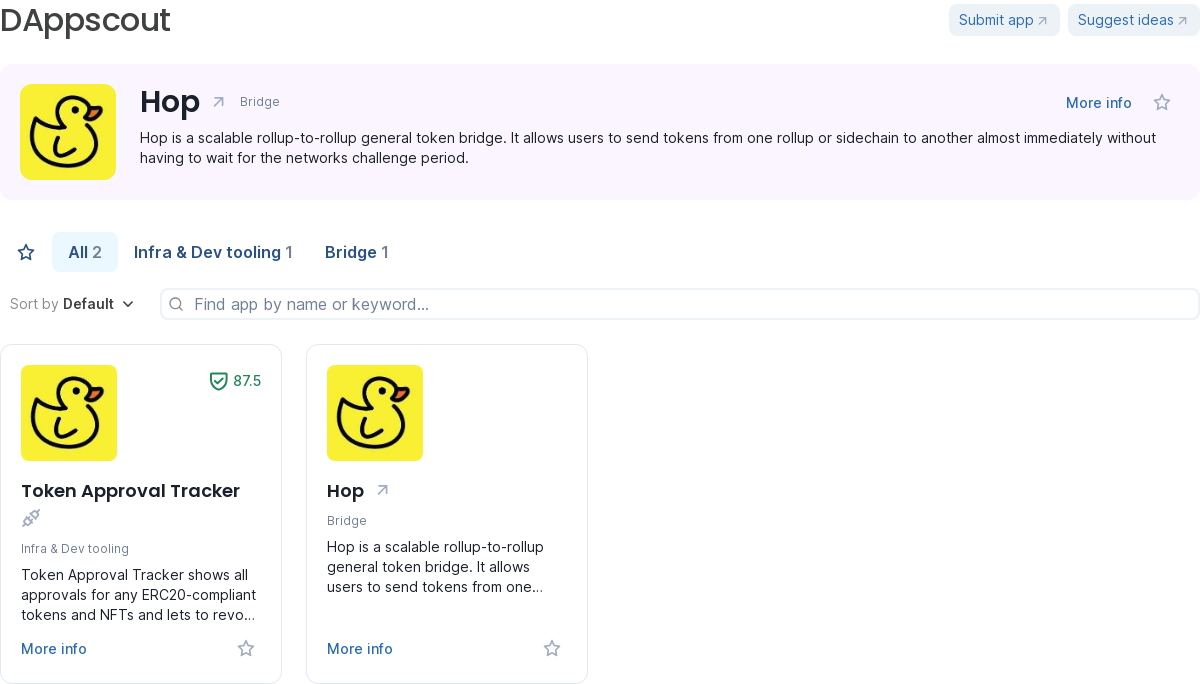 DAppscout
Submit app
Suggest ideas
Hop
Bridge
More info
Hop is a scalable rollup-to-rollup general token bridge. It allows users to send tokens from one rollup or sidechain to another almost immediately without
having to wait for the networks challenge period.
All 2
Infra & Dev tooling 1
Bridge 1
Sort by Default
Find app by name or keyword...
87.5
Token Approval Tracker
Infra & Dev tooling
Token Approval Tracker shows all
approvals for any ERC20-compliant
tokens and NFTs and lets to revo...
More info
Hop
Bridge
Hop is a scalable rollup-to-rollup
general token bridge. It allows
users to send tokens from one...
More info